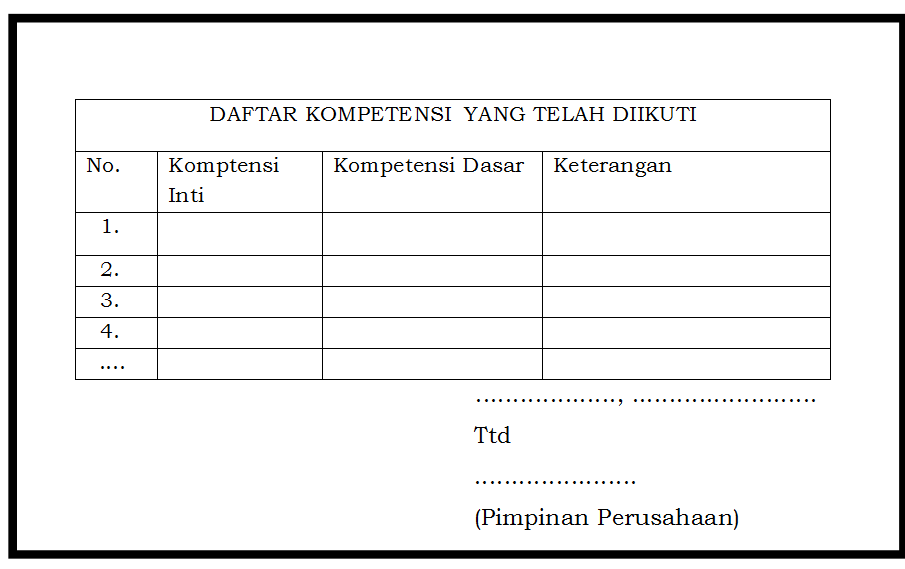 DAFTAR KOMPETENSI YANG TELAH DIIKUTI
No. Komptensi Inti Kompetensi Dasar Keterangan
1.
2.
3.
4.
....
..................., .........................
Ttd
......................
(Pimpinan Perusahaan)